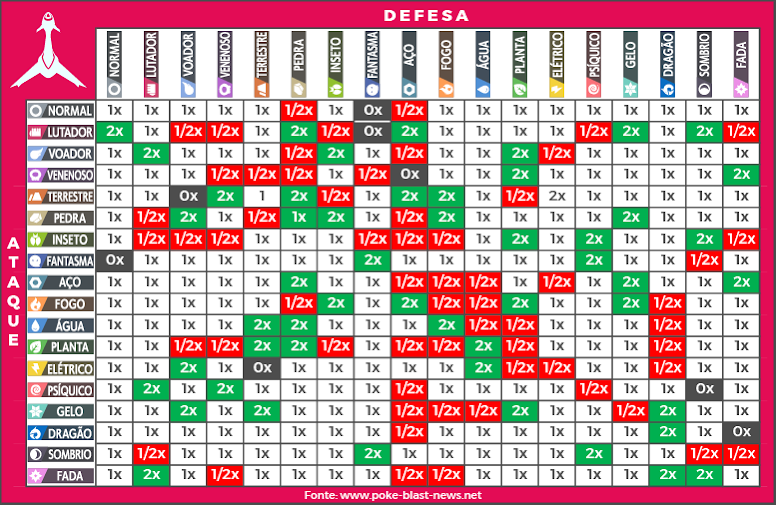 DEFESA
NORMAL LUTADOR VOADOR VENENOSO TERRESTRE PEDRA INSETO FANTASMA AÇO FOGO ÁGUA PLANTA ELÉTRICO PSÍQUICO GELO DRAGÃO SOMBRIO FADA
ATAQUE
NORMAL 1x 1x 1x 1x 1x 1/2x 1x 0x 1/2x 1x 1x 1x 1x 1x 1x 1x 1x 1x
LUTADOR 2x 1x 1/2x 1/2x 1x 2x 1/2x 0x 2x 1x 1x 1x 1x 1/2x 2x 1x 2x 1/2x
VOADOR 1x 2x 1x 1x 1x 1/2x 2x 1x 1/2x 1x 1x 2x 1/2x 1x 1x 1x 1x 1x
VENENOSO 1x 1x 1x 1/2x 1/2x 1/2x 1x 1/2x 0x 1x 1x 2x 1x 1x 1x 1x 1x 2x
TERRESTRE 1x 1x 0x 2x 1 2x 1/2x 1x 2x 2x 1x 1/2x 2x 1x 1x 1x 1x 1x
PEDRA 1x 1/2x 2x 1x 1/2x 1x 2x 1x 1/2x 2x 1x 1x 1x 1x 2x 1x 1x 1x
INSETO 1x 1/2x 1/2x 1/2x 1x 1x 1x 1/2x 1/2x 1/2x 1x 2x 1x 2x 1x 1x 2x 1/2x
FANTASMA 0x 1x 1x 1x 1x 1x 1x 2x 1x 1x 1x 1x 1x 2x 1x 1x 1/2x 1x
AÇO 1x 1x 1x 1x 1x 2x 1x 1x 1/2x 1/2x 1/2x 1x 1/2x 1x 2x 1x 1x 2x
FOGO 1x 1x 1x 1x 1x 1/2x 2x 1x 2x 1/2x 1/2x 2x 1x 1x 2x 1/2x 1x 1x
ÁGUA 1x 1x 1x 1x 2x 2x 1x 1x 1x 2x 1/2x 1/2x 1x 1x 1x 1/2x 1x 1x
PLANTA 1x 1x 1/2x 1/2x 2x 2x 1/2x 1x 1/2x 1/2x 2x 1/2x 1x 1x 1x 1/2x 1x 1x
ELÉTRICO 1x 1x 2x 1x 0x 1x 1x 1x 1x 1x 2x 1/2x 1/2x 1x 1x 1/2x 1x 1x
PSÍQUICO 1x 2x 1x 2x 1x 1x 1x 1x 1/2x 1x 1x 1x 1x 1/2x 1x 1x 0x 1x
GELO 1x 1x 2x 1x 2x 1x 1x 1x 1/2x 1/2x 1/2x 2x 1x 1x 1/2x 2x 1x 1x
DRAGÃO 1x 1x 1x 1x 1x 1x 1x 1x 1/2x 1x 1x 1x 1x 1x 1x 2x 1x 0x
SOMBRIO 1x 1/2x 1x 1x 1x 1x 1x 2x 1x 1x 1x 1x 1x 2x 1x 1x 1/2x 1/2x
FADA 1x 2x 1x 1/2x 1x 1x 1x 1x 1/2x 1/2x 1x 1x 1x 1x 1x 2x 2x 1x
Fonte: www.poke-blast-news.net